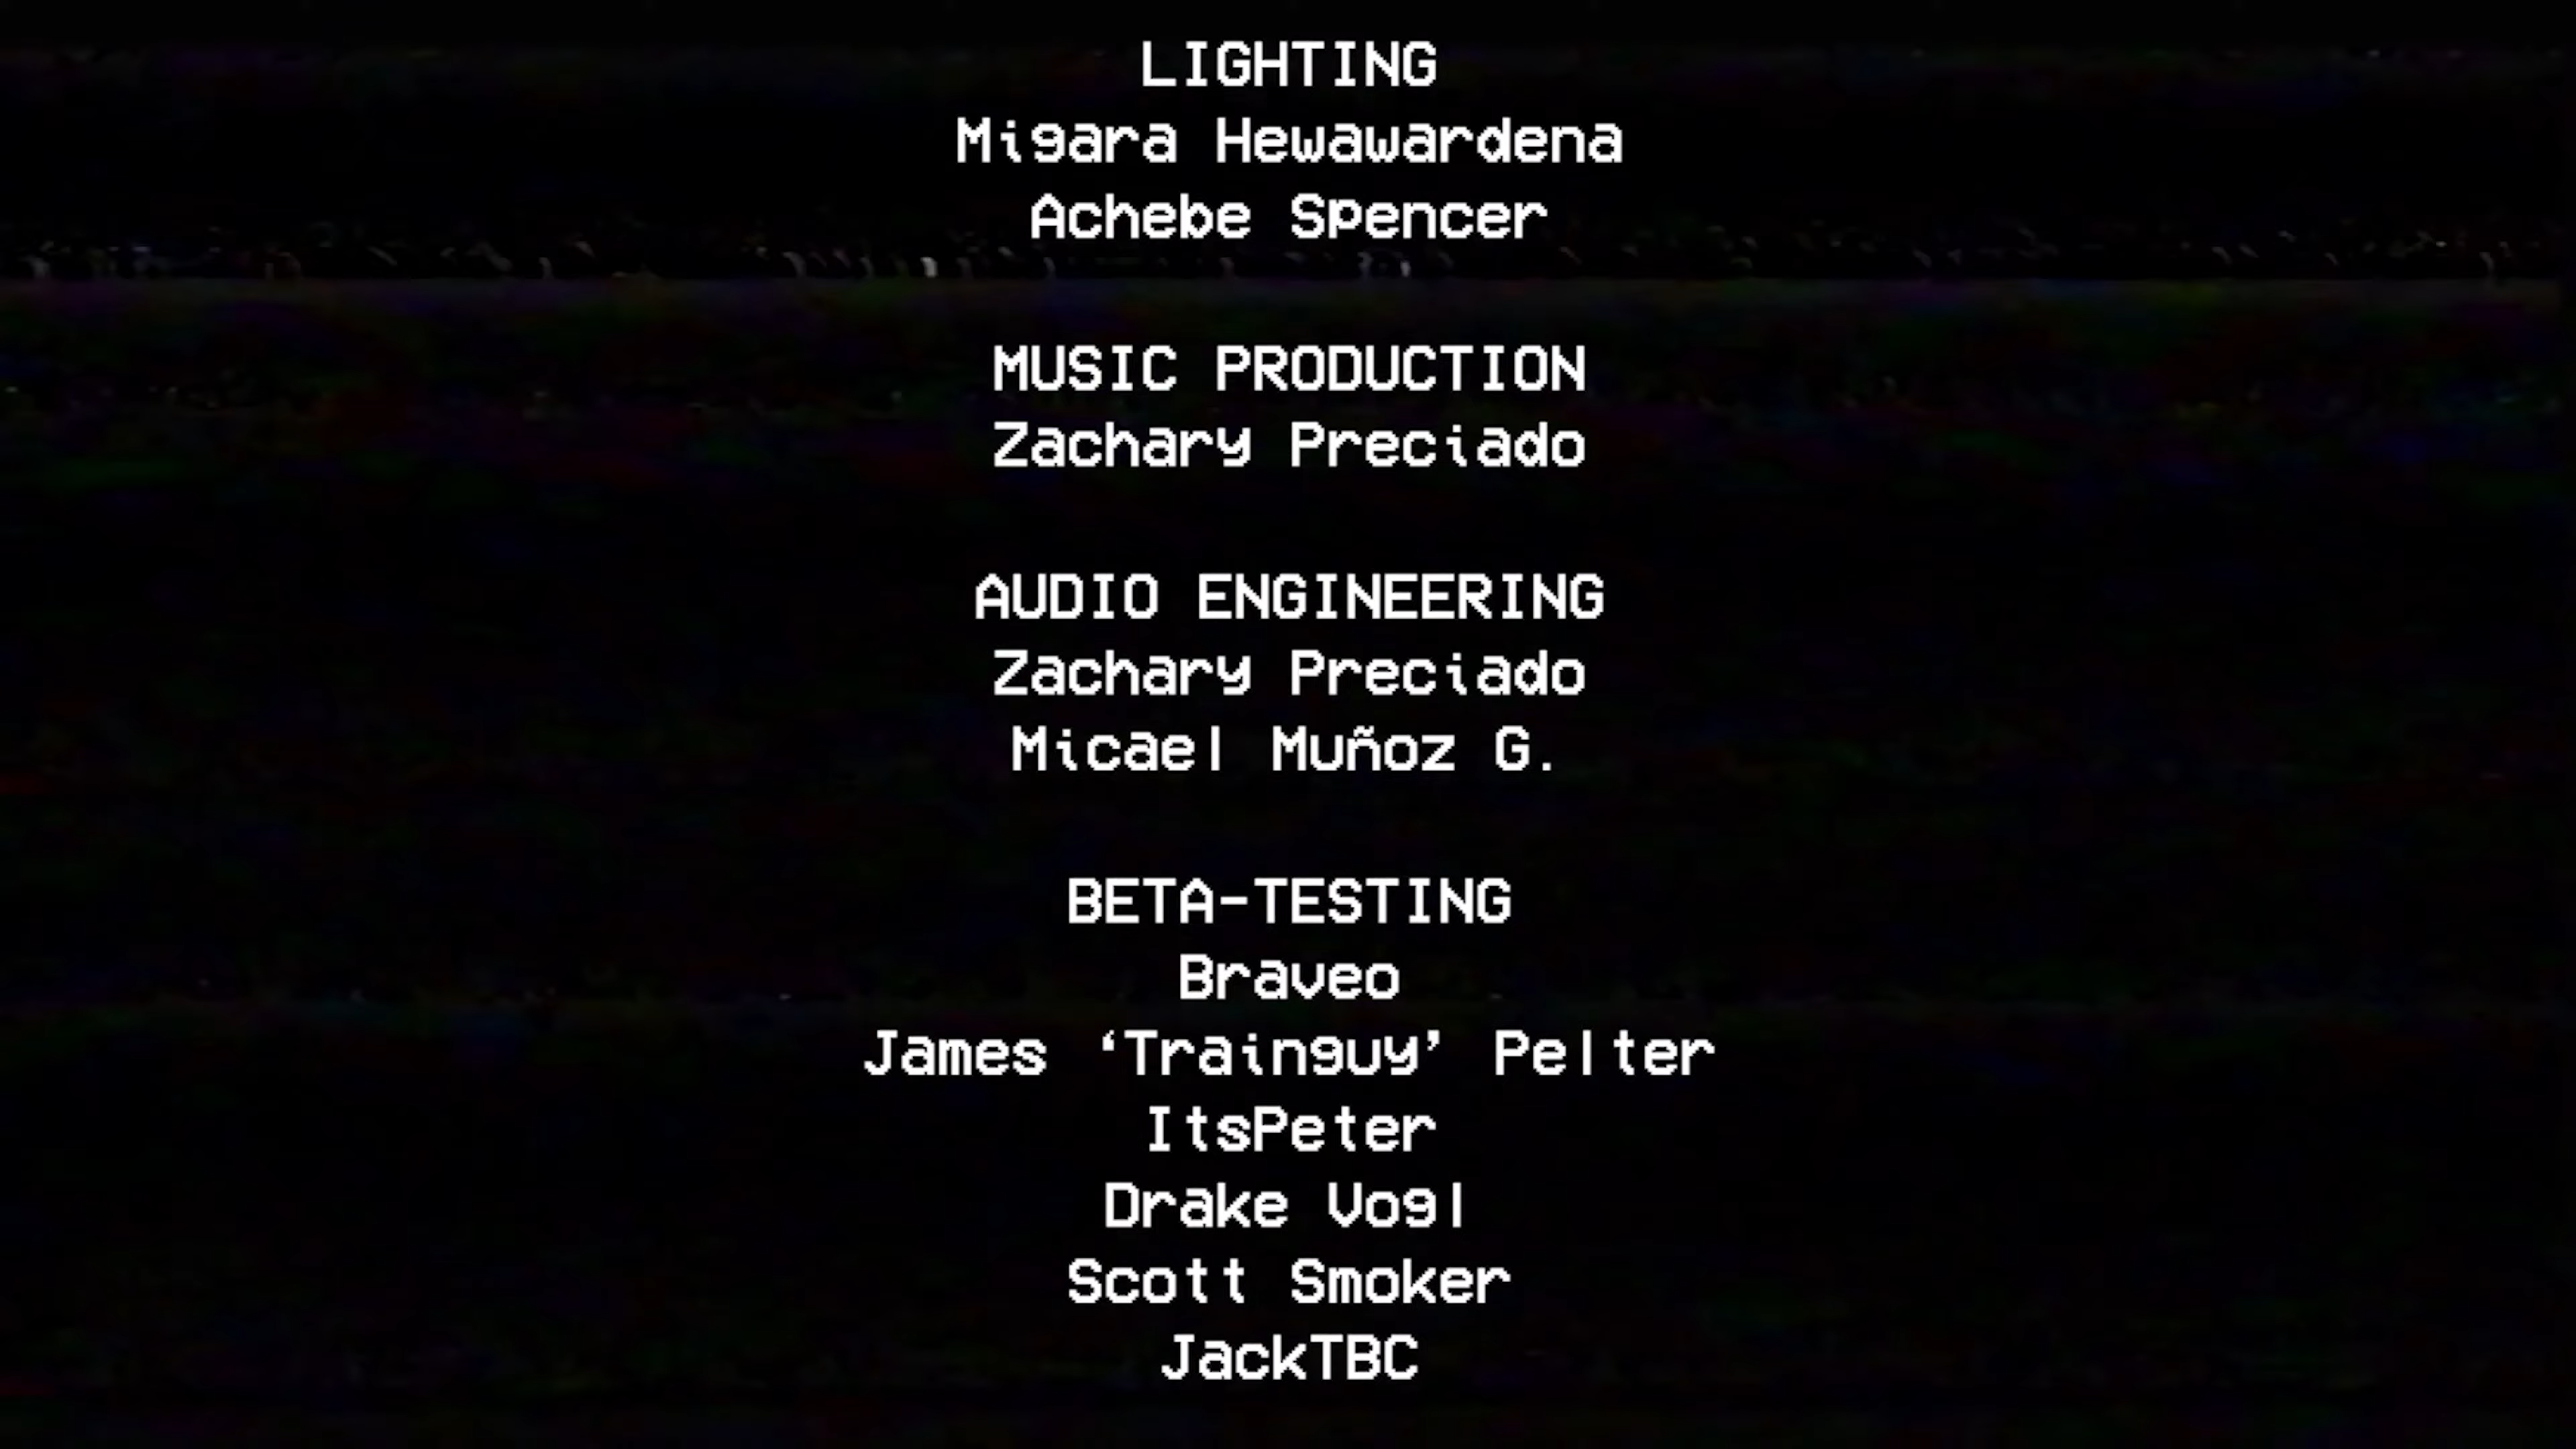 LIGHTING
Migara Hewawardena
Achebe Spencer
MUSIC PRODUCTION
Zachary Preciado
AUDIO ENGINEERING
Zachary Preciado
Micael Muñoz G.
BETA-TESTING
Braveo
James ‘Trainguy’ Pelter
ItsPeter
Drake Vogl
Scott Smoker
JackTBC